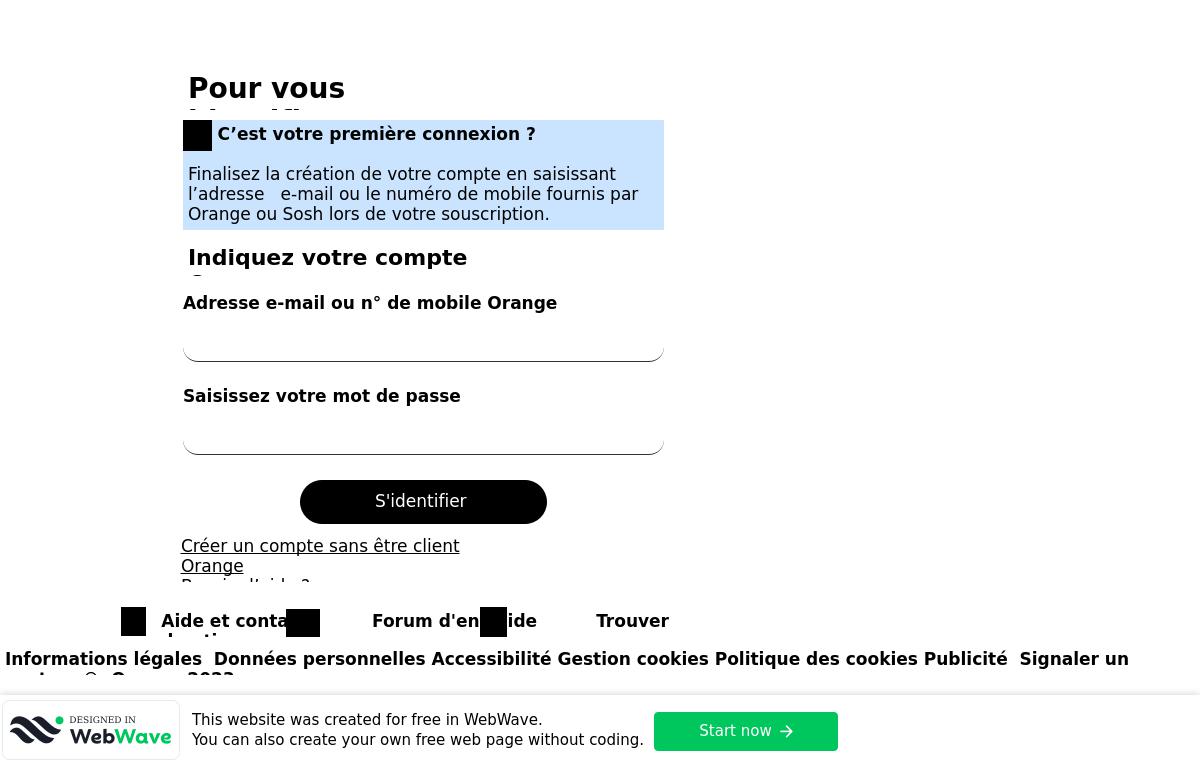 Pour vous
C’est votre première connexion ?
Finalisez la création de votre compte en saisissant
l’adresse e-mail ou le numéro de mobile fournis par
Orange ou Sosh lors de votre souscription.
Indiquez votre compte
Adresse e-mail ou n° de mobile Orange
Saisissez votre mot de passe
S'identifier
Créer un compte sans être client
Orange
Aide et conta Forum d'en ide Trouver
Informations légales Données personnelles Accessibilité Gestion cookies Politique des cookies Publicité Signaler un
DESIGNED IN
WebWave
This website was created for free in WebWave.
You can also create your own free web page without coding.
Start now →